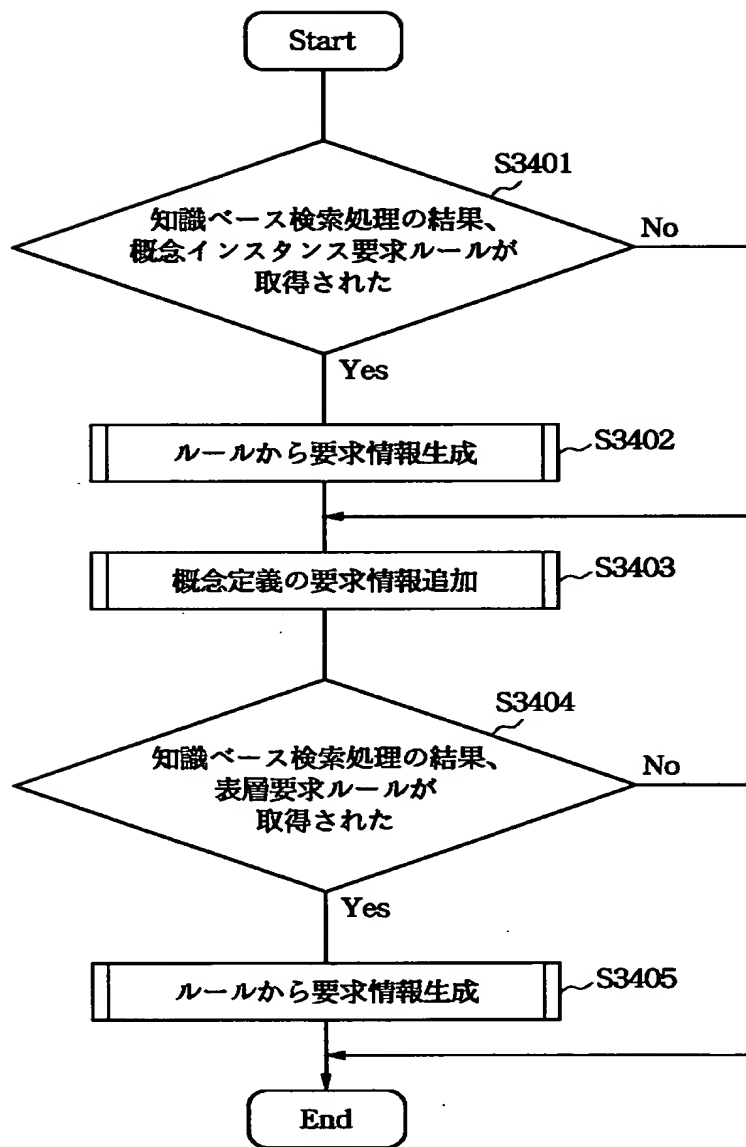 Start
S3401
知識ベース検索処理の結果、
概念インスタンス要求ルールが
取得された
No
Yes
ルールから要求情報生成
S3402
概念定義の要求情報追加
S3403
S3404
知識ベース検索処理の結果、
表層要求ルールが
取得された
No
Yes
ルールから要求情報生成
S3405
End